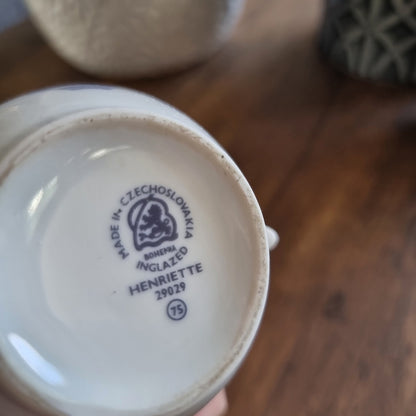 MADE IN • CZECHOSLOVAKIA
BOHEMIA
INGLAZED
HENRIETTE
29029
75